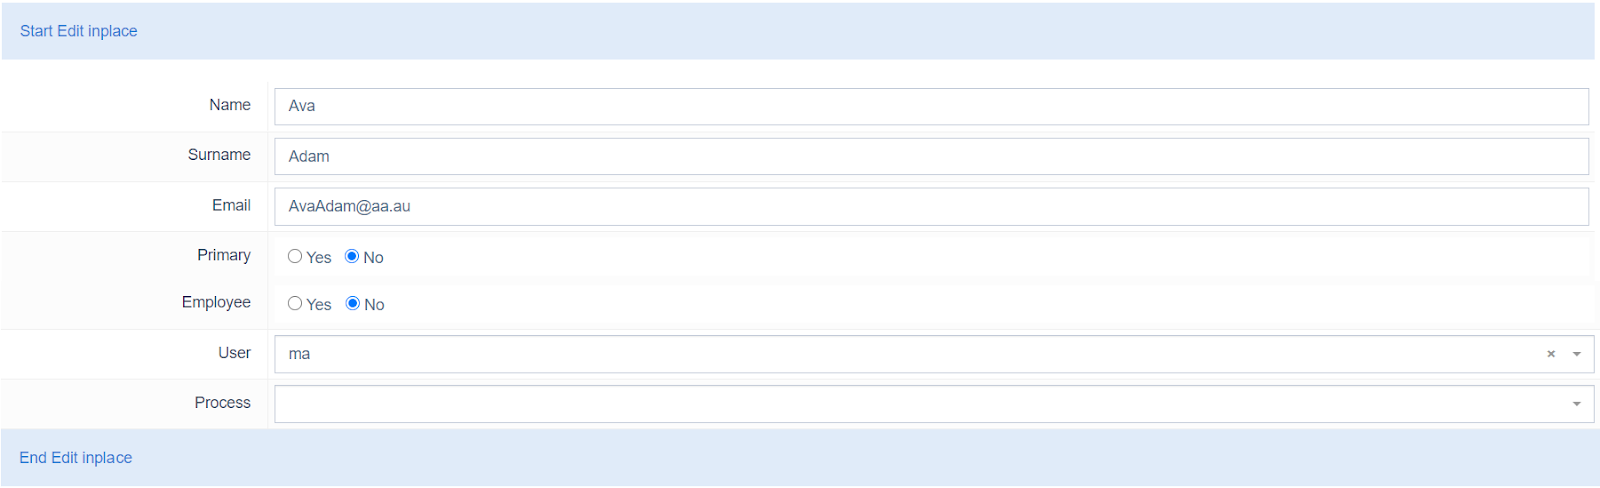 Start Edit inplace
Name Ava
Surname Adam
Email AvaAdam@aa.au
Primary Yes No
Employee Yes No
User ma ×
Process
End Edit inplace